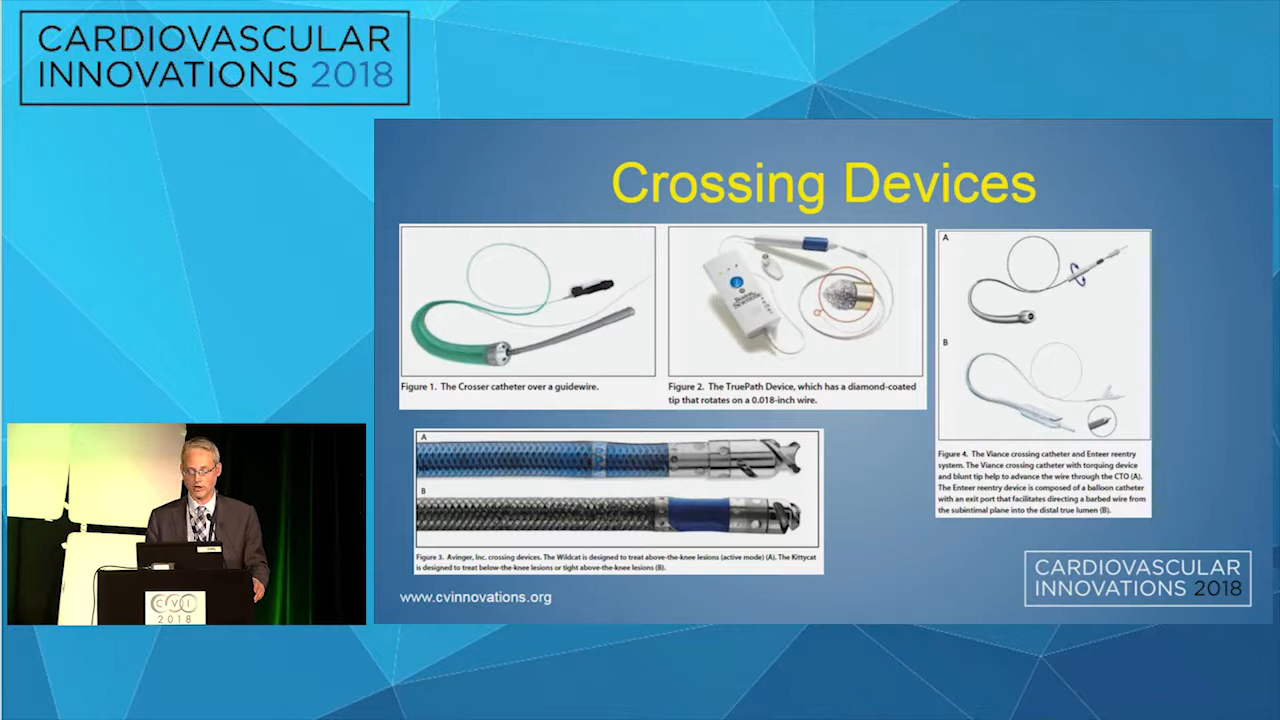 CARDIOVASCULAR
INNOVATIONS 2018
Crossing Devices
Figure 1. The Crosser catheter over a guidewire.
Boston
Scientific
Figure 2. The TruePath Device, which has a diamond-coated
tip that rotates on a 0.018-inch wire.
A
B
Figure 4. The Viance crossing catheter and Enteer reentry
system. The Viance crossing catheter with torquing device
and blunt tip help to advance the wire through the CTO (A).
The Enteer reentry device is composed of a balloon catheter
with an exit port that facilitates directing a barbed wire from
the subintimal plane into the distal true lumen (B).
A
B
Figure 3. Avinger, Inc. crossing devices. The Wildcat is designed to treat above-the-knee lesions (active mode) (A). The Kittycat
is designed to treat below-the-knee lesions or tight above-the-knee lesions (B).
www.cvinnovations.org
CARDIOVASCULAR
INNOVATIONS 2018
CVI
2018